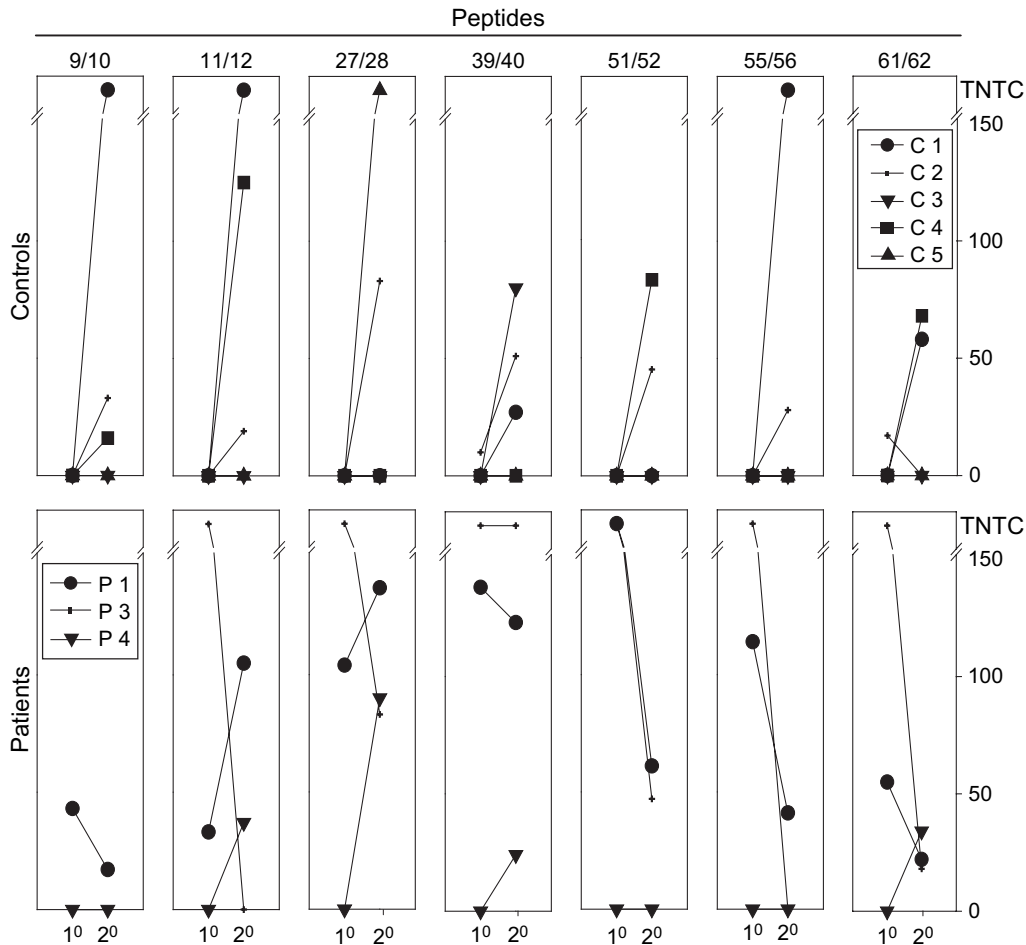 Peptides
9/10 11/12 27/28 39/40 51/52 55/56 61/62
TNTC
150
C 1
C 2
C 3
C 4
C 5
100
50
0
Controls
TNTC
150
P 1
P 3
P 4
100
50
0
Patients
1⁰ 2⁰ 1⁰ 2⁰ 1⁰ 2⁰ 1⁰ 2⁰ 1⁰ 2⁰ 1⁰ 2⁰ 1⁰ 2⁰